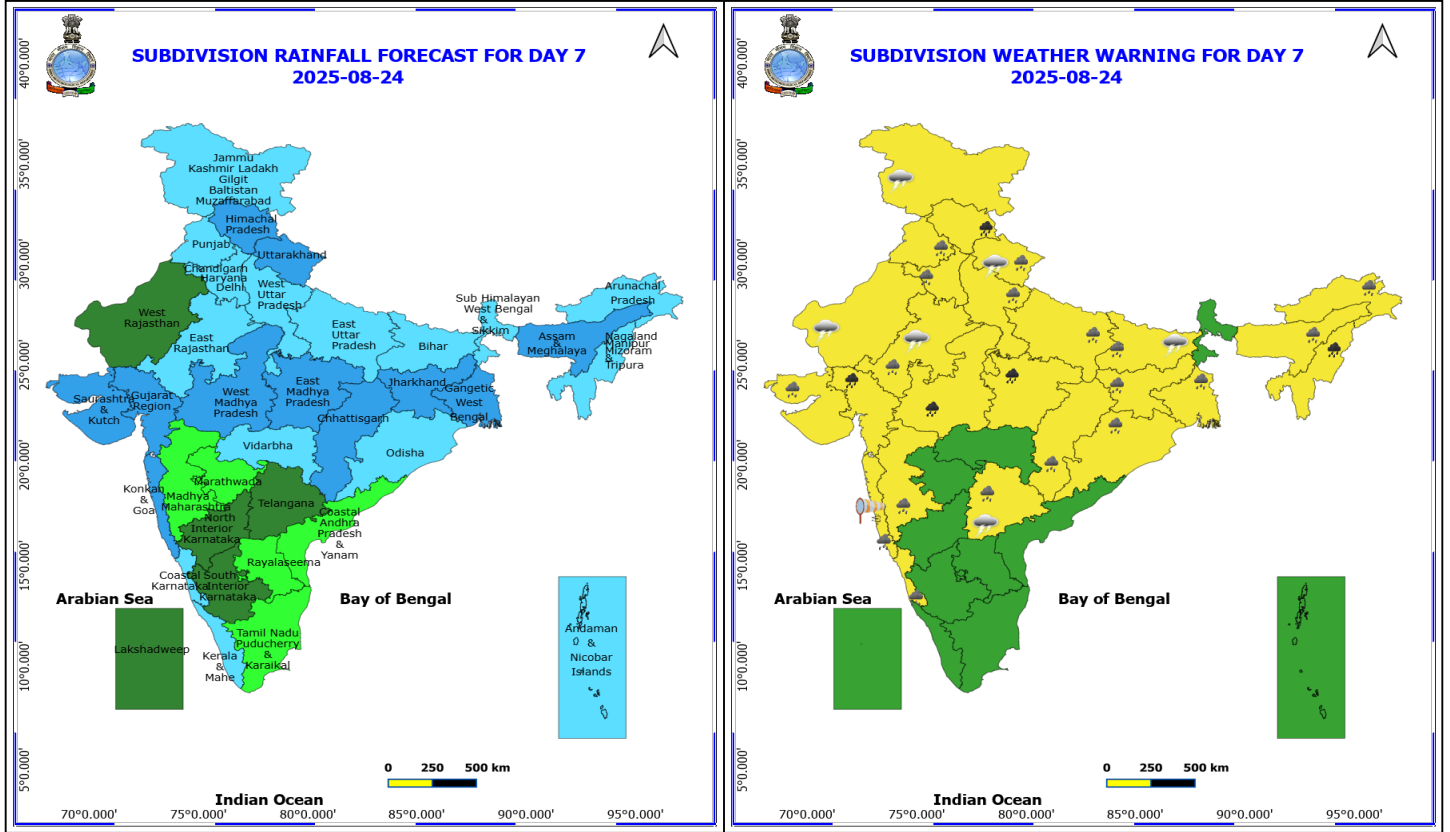 SUBDIVISION RAINFALL FORECAST FOR DAY 7
2025-08-24
40°0.000'
35°0.000'
30°0.000'
25°0.000'
20°0.000'
15°0.000'
10°0.000'
5°0.000'
Jammu
Kashmir Ladakh
Gilgit
Baltistan
Muzaffarabad
Himachal
Pradesh
Punjab
Uttarakhand
Chandigarh
Haryana
Delhi
West
Uttar
Pradesh
West
Rajasthan
East
Rajasthan
East
Uttar
Pradesh
Bihar
Sub Himalayan
West Bengal
&
Sikkim
Arunachal
Pradesh
Assam
&
Meghalaya
Nagaland
Manipur
Mizoram
&
Tripura
Saurashtra
&
Kutch
Gujarat
Region
West
Madhya
Pradesh
East
Madhya
Pradesh
Jharkhand
Gangetic
West
Bengal
Chhattisgarh
Vidarbha
Odisha
Konkan
&
Goa
Madhya
Maharashtra
Marathwada
Telangana
North
Interior
Karnataka
Coastal
Andhra
Pradesh
&
Yanam
Rayalaseema
Coastal
Karnataka
South
Interior
Karnataka
Tamil Nadu
Puducherry
&
Karaikal
Kerala
&
Mahe
Arabian Sea
Lakshadweep
Bay of Bengal
Andaman
&
Nicobar
Islands
0 250 500 km
Indian Ocean
70°0.000' 75°0.000' 80°0.000' 85°0.000' 90°0.000' 95°0.000'
SUBDIVISION WEATHER WARNING FOR DAY 7
2025-08-24
40°0.000'
35°0.000'
30°0.000'
25°0.000'
20°0.000'
15°0.000'
10°0.000'
5°0.000'
Arabian Sea
Bay of Bengal
0 250 500 km
Indian Ocean
70°0.000' 75°0.000' 80°0.000' 85°0.000' 90°0.000' 95°0.000'